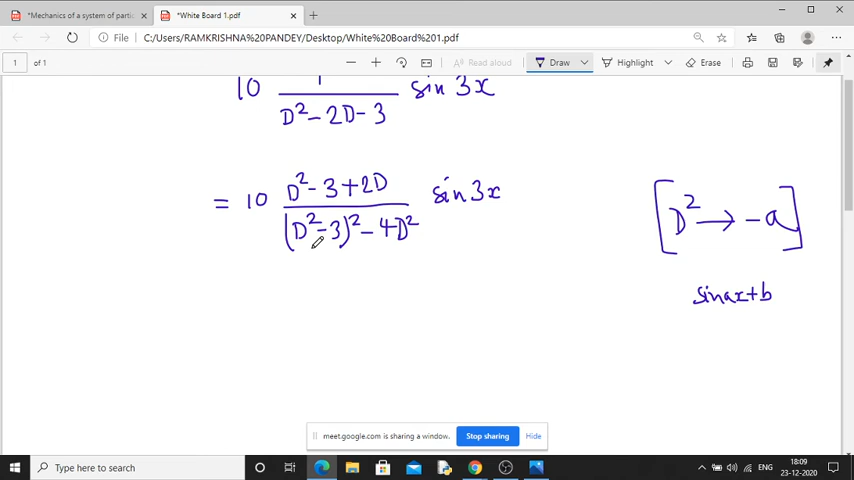 *Mechanics of a system of partic
*White Board 1.pdf
File C:/Users/RAMKRISHNA%20PANDEY/Desktop/White%20Board%201.pdf
1 of 1
Read aloud
Draw
Highlight
Erase
10 1/(D² - 2D - 3) sin 3x
= 10 (D² - 3 + 2D)/((D² - 3)² - 4D²) sin 3x
[D² → -a]
sin ax + b
meet.google.com is sharing a window.
Stop sharing
Hide
Type here to search
ENG
18:09
23-12-2020